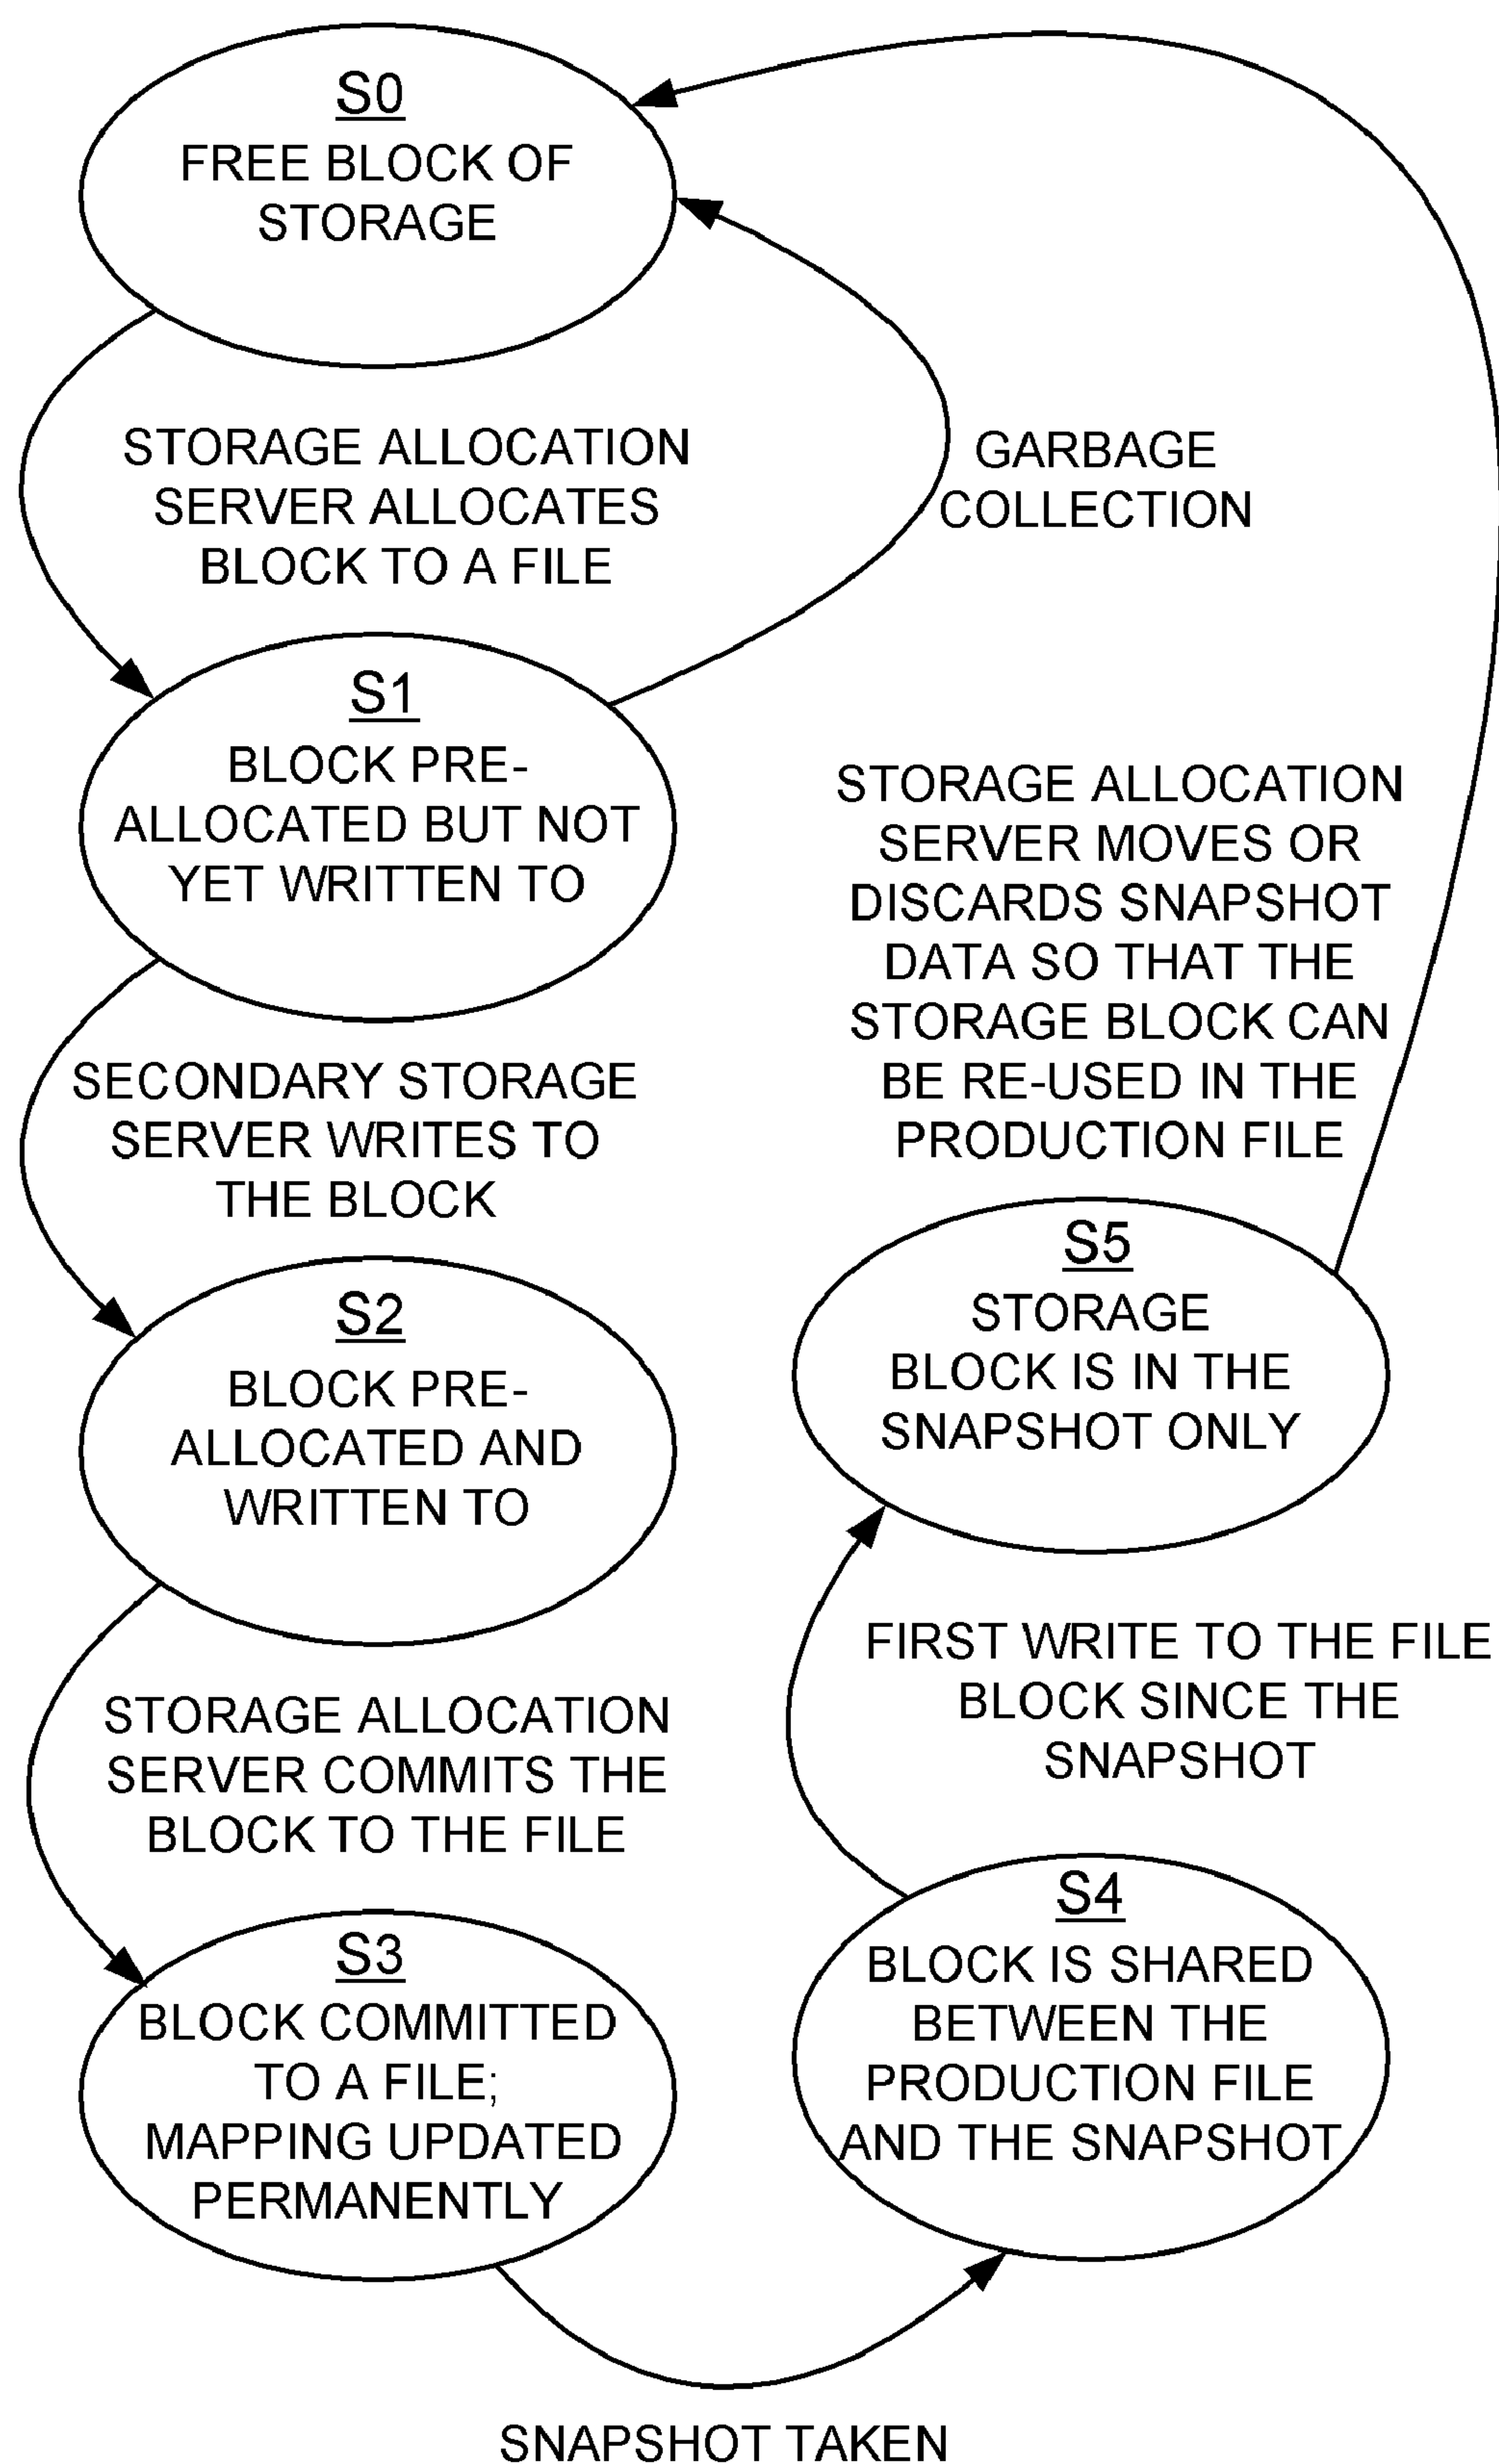 S0
FREE BLOCK OF
STORAGE
STORAGE ALLOCATION
SERVER ALLOCATES
BLOCK TO A FILE
GARBAGE
COLLECTION
S1
BLOCK PRE-
ALLOCATED BUT NOT
YET WRITTEN TO
SECONDARY STORAGE
SERVER WRITES TO
THE BLOCK
S2
BLOCK PRE-
ALLOCATED AND
WRITTEN TO
STORAGE ALLOCATION
SERVER COMMITS THE
BLOCK TO THE FILE
S3
BLOCK COMMITTED
TO A FILE;
MAPPING UPDATED
PERMANENTLY
SNAPSHOT TAKEN
S4
BLOCK IS SHARED
BETWEEN THE
PRODUCTION FILE
AND THE SNAPSHOT
FIRST WRITE TO THE FILE
BLOCK SINCE THE
SNAPSHOT
S5
STORAGE
BLOCK IS IN THE
SNAPSHOT ONLY
STORAGE ALLOCATION
SERVER MOVES OR
DISCARDS SNAPSHOT
DATA SO THAT THE
STORAGE BLOCK CAN
BE RE-USED IN THE
PRODUCTION FILE